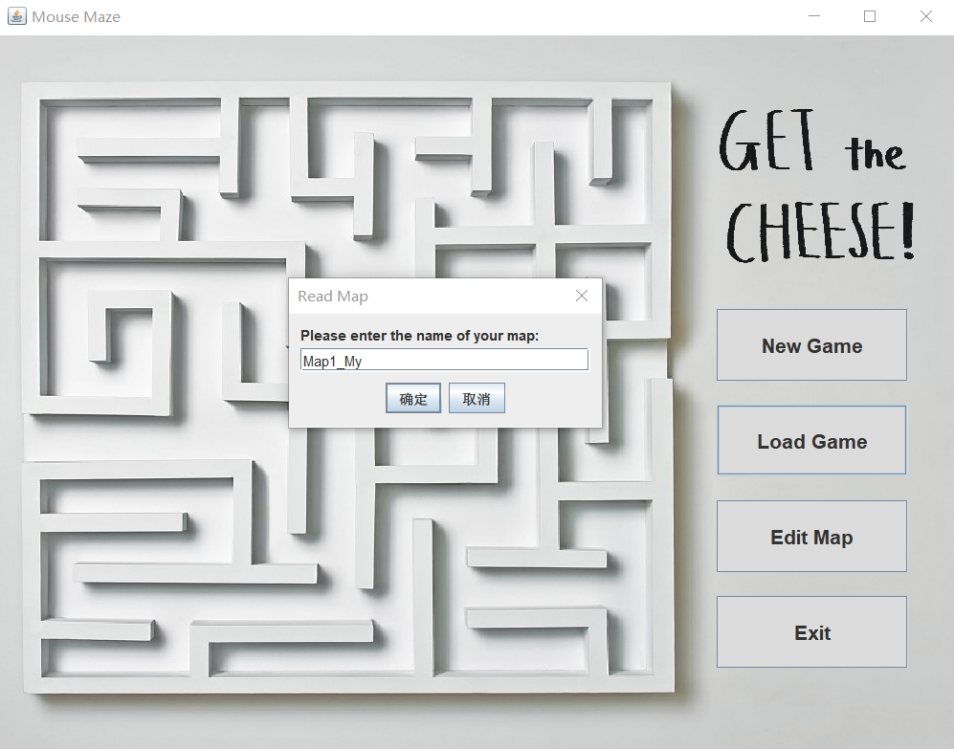 Mouse Maze
GET the
CHEESE!
Read Map
Please enter the name of your map:
Map1_My
确定 取消
New Game
Load Game
Edit Map
Exit